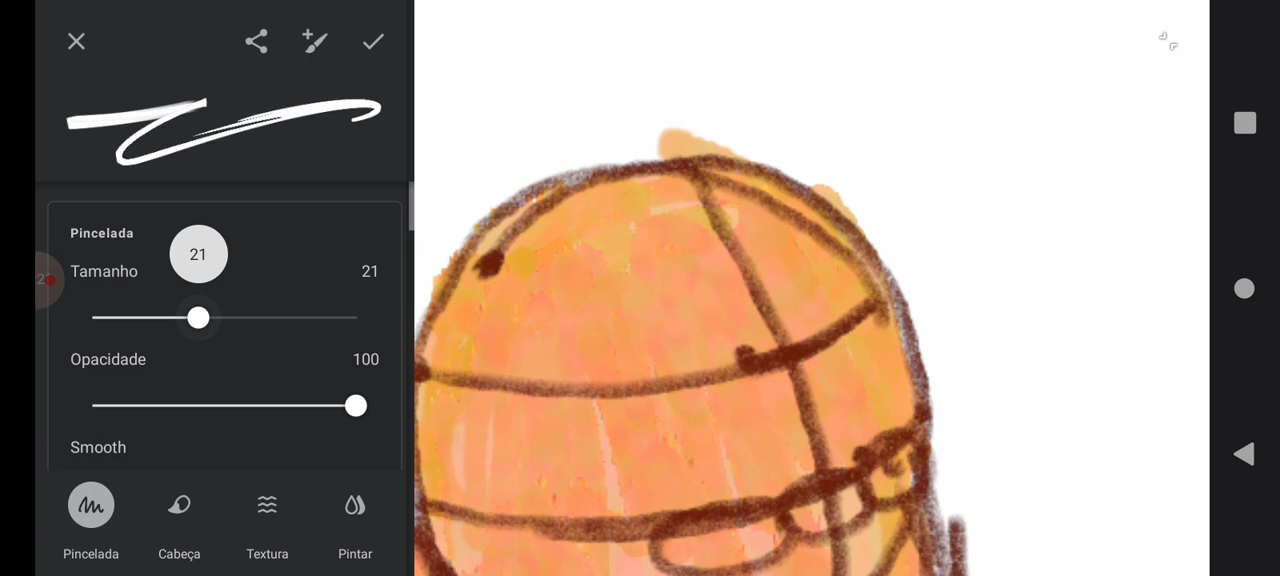 Pincelada
21
Tamanho 21
Opacidade 100
Smooth
Pincelada Cabeça Textura Pintar